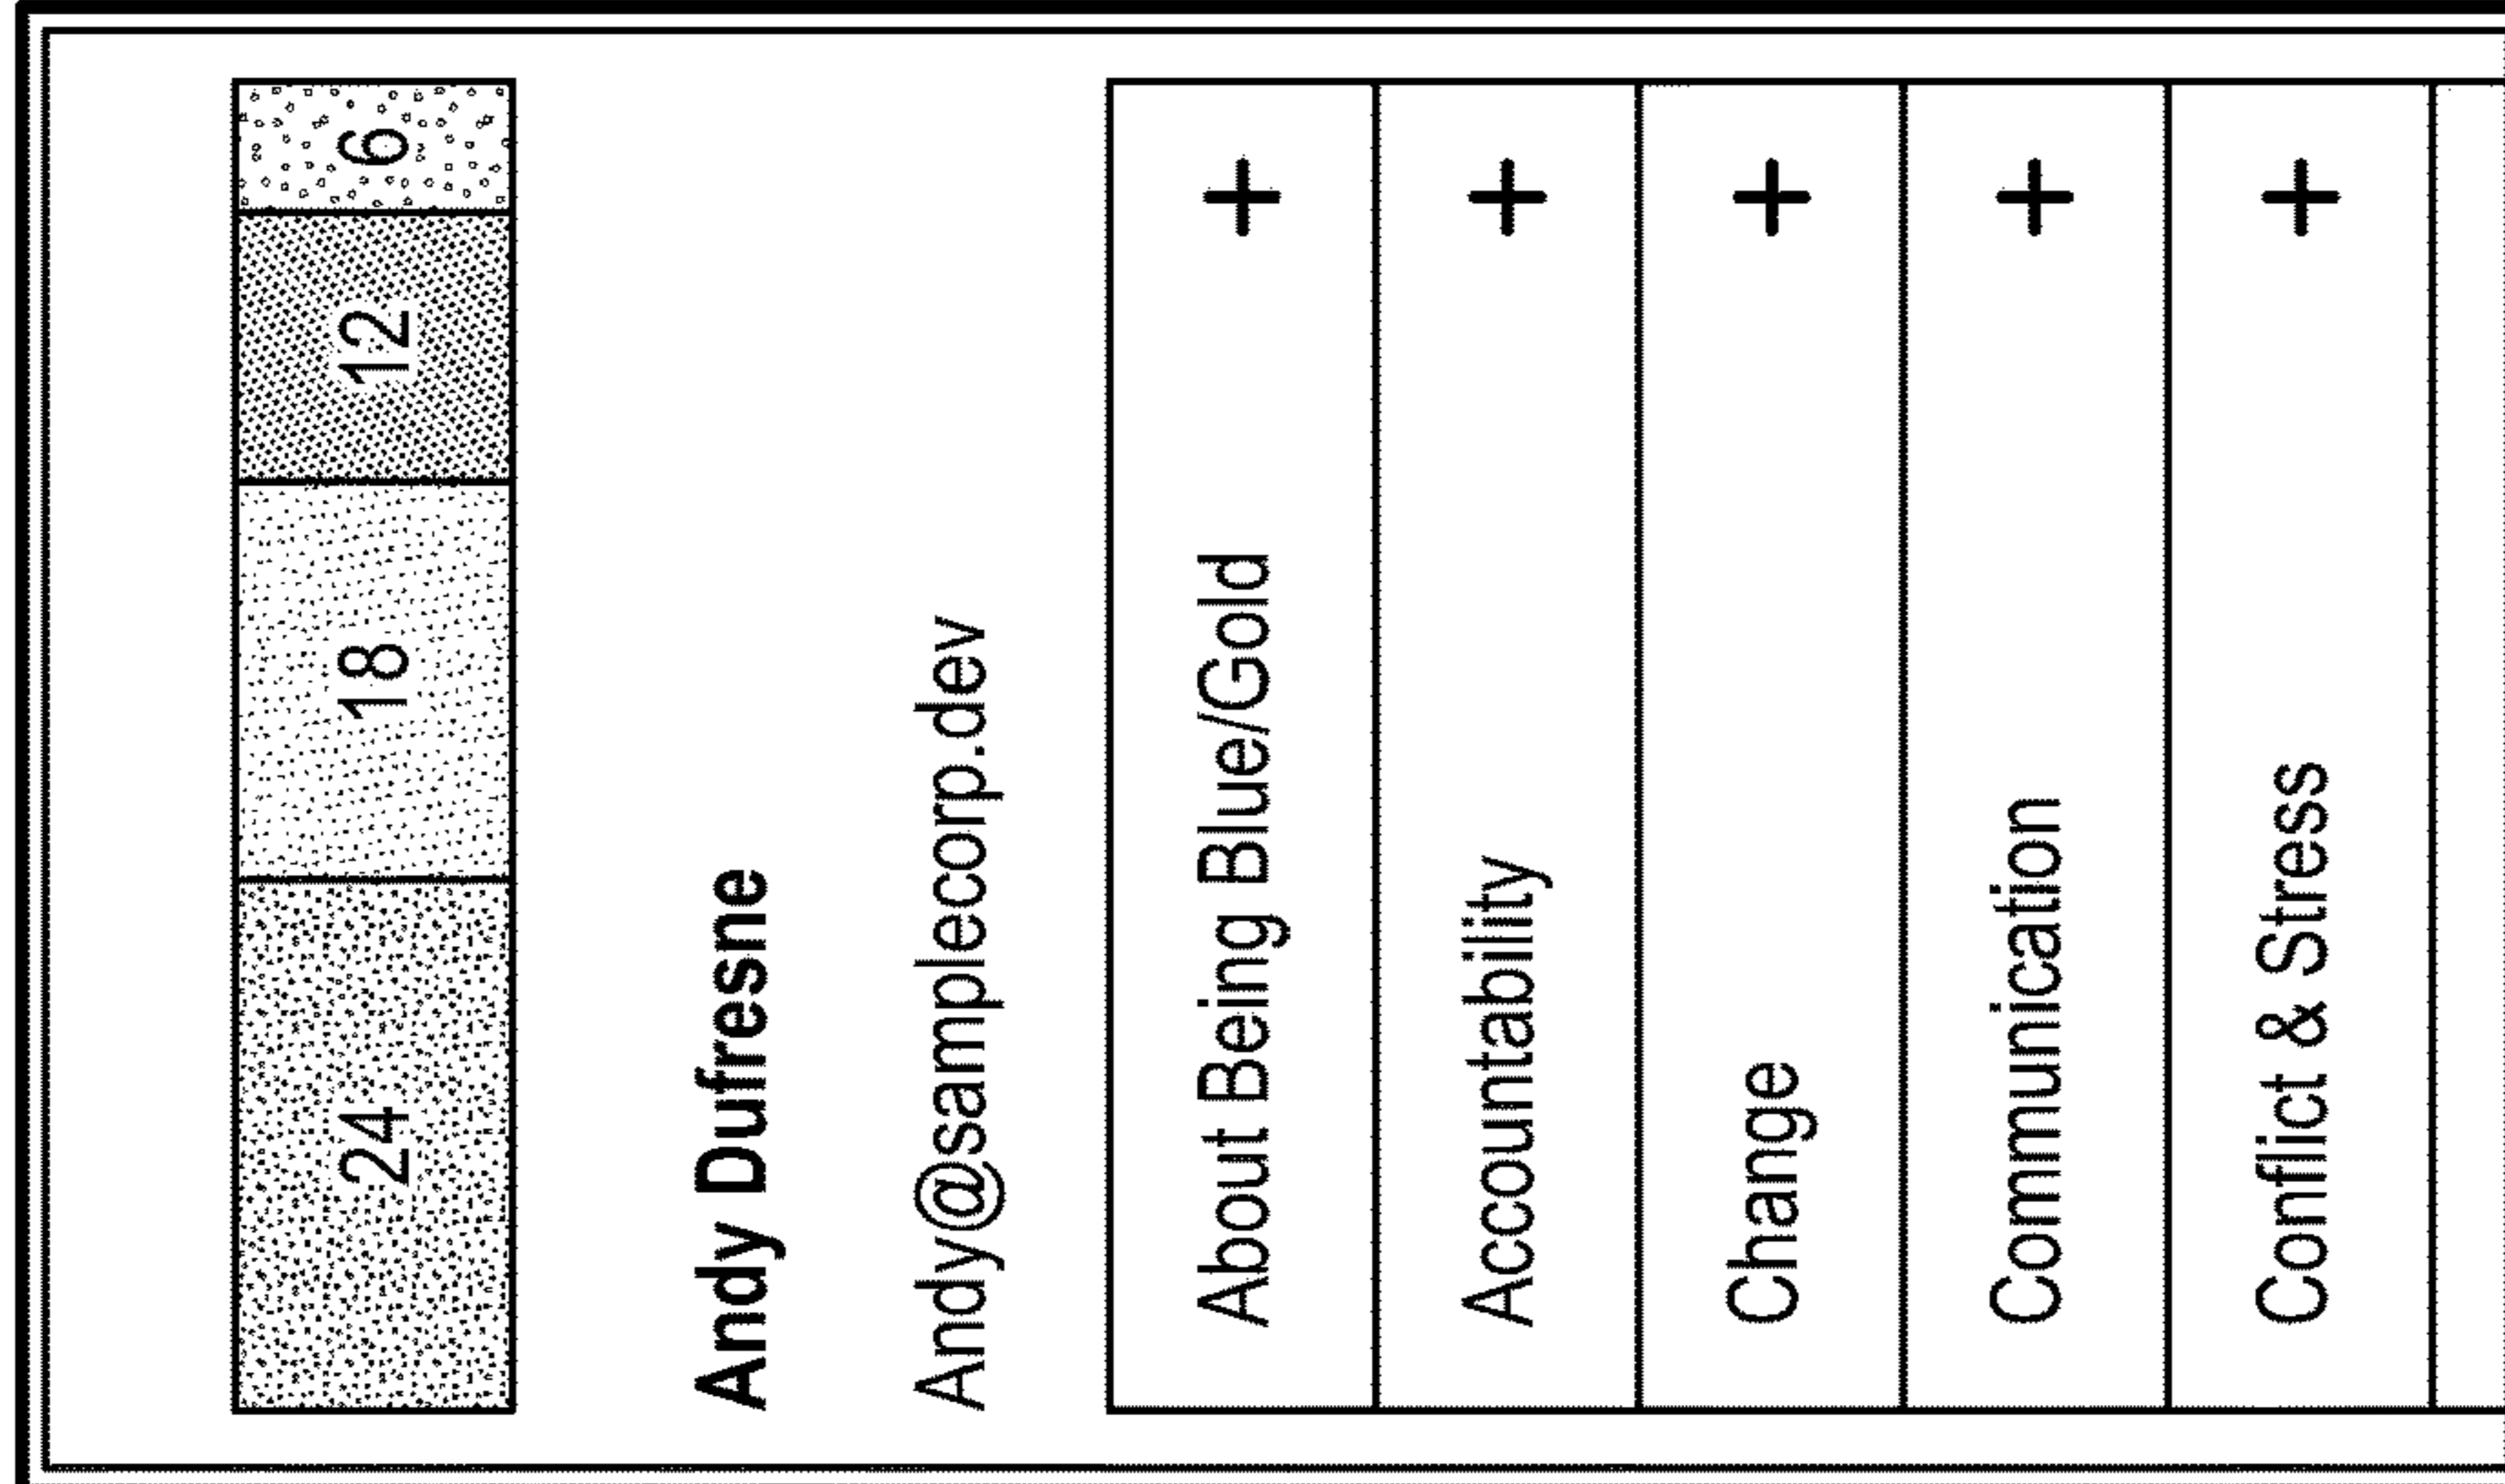 24 18 12 6
Andy Dufresne
Andy@samplecorp.dev
About Being Blue/Gold +
Accountability +
Change +
Communication +
Conflict & Stress +